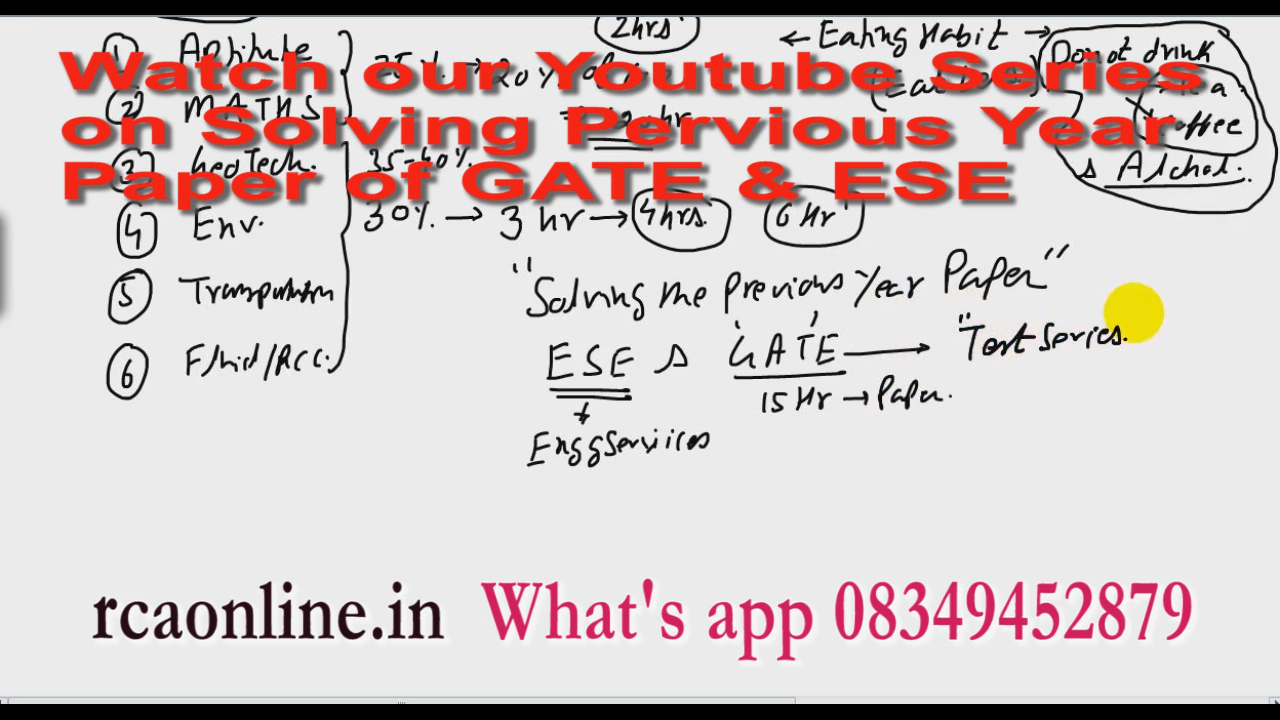 2hrs
← Eating Habit →
Do not drink
① Aptitude
Watch our Youtube Series
② MATHS
on Solving Pervious Year
coffee
③ GeoTech. 35-40%
Paper of GATE & ESE
& Alchol.
④ Env. 30% → 3 hr → 4hrs. 6 Hr
"Solving the Previous Year Paper"
⑤ Transportation
ESE & GATE → "Test Series.
⑥ Fluid/RCC.
15 Hr → Paper.
Engg Serviices
rcaonline.in What's app 08349452879